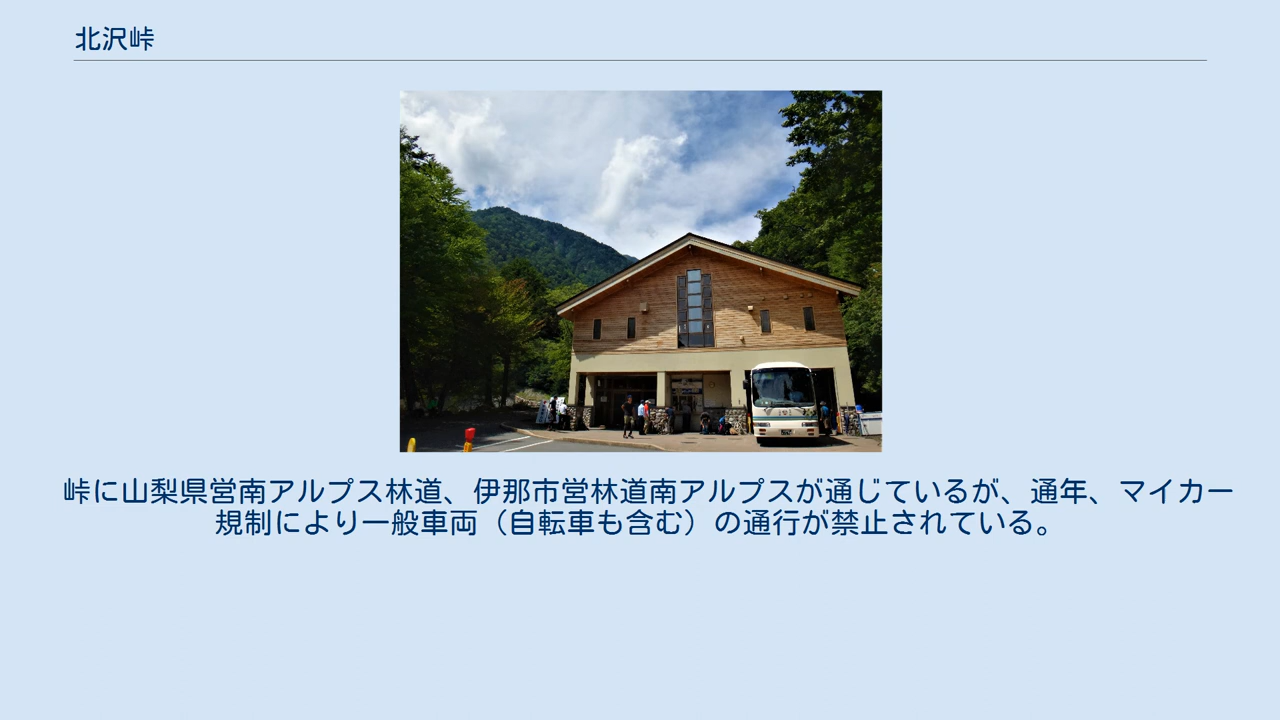 北沢峠
峠に山梨県営南アルプス林道、伊那市営林道南アルプスが通じているが、通年、マイカー
規制により一般車両（自転車も含む）の通行が禁止されている。